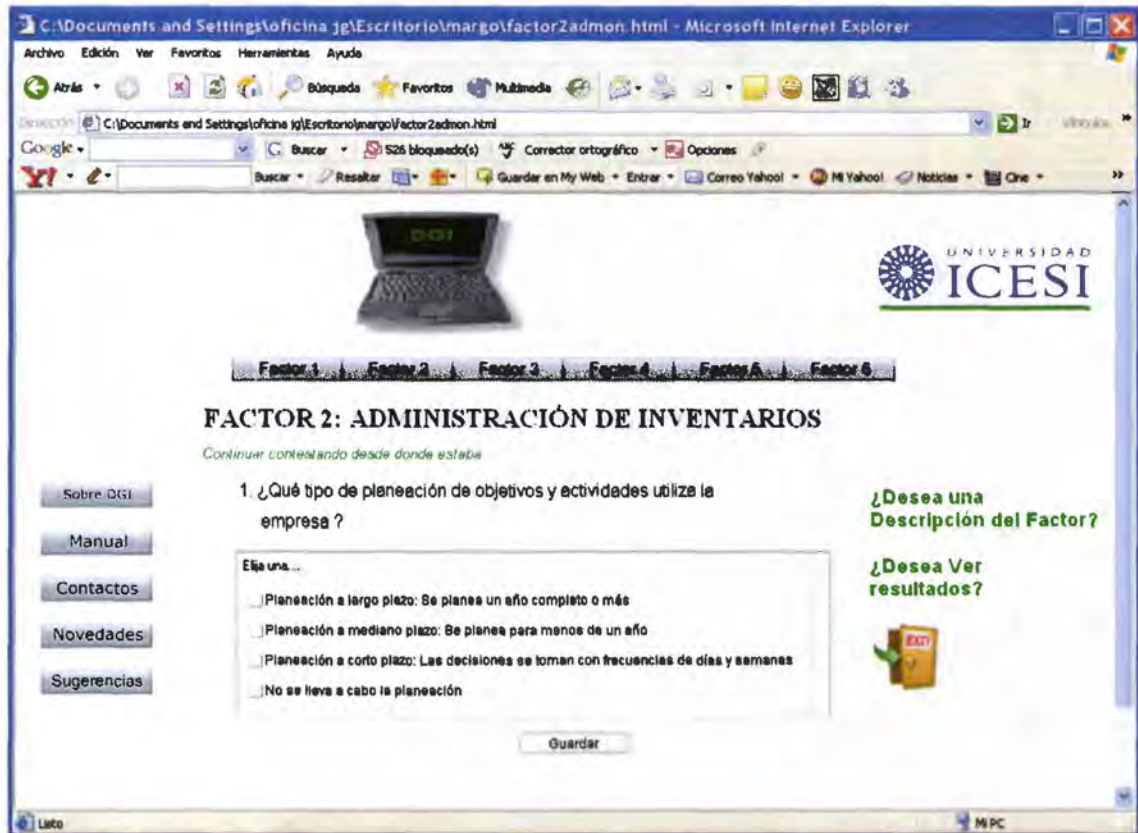 C:\Documents and Settings\oficina jg\Escritorio\margo\factor2admon.html - Microsoft Internet Explorer
Archivo Edición Ver Favoritos Herramientas Ayuda
Atrás Búsqueda Favoritos Multimedia
Dirección C:\Documents and Settings\oficina jg\Escritorio\margo\factor2admon.html Ir Vínculos
Google Buscar 526 bloqueado(s) Corrector ortográfico Opciones
Y! Buscar Resaltar Guardar en My Web Entrar Correo Yahoo! Mi Yahoo! Noticias Cine
DGI
UNIVERSIDAD
ICESI
Factor 1 Factor 2 Factor 3 Factor 4 Factor 5 Factor 6
FACTOR 2: ADMINISTRACIÓN DE INVENTARIOS
Continuar contestando desde donde estaba
Sobre DGI
Manual
Contactos
Novedades
Sugerencias
1. ¿Qué tipo de planeación de objetivos y actividades utiliza la
empresa ?
Elija una...
Planeación a largo plazo: Se planea un año completo o más
Planeación a mediano plazo: Se planea para menos de un año
Planeación a corto plazo: Las decisiones se toman con frecuencias de días y semanas
No se lleva a cabo la planeación
Guardar
¿Desea una
Descripción del Factor?
¿Desea Ver
resultados?
EXIT
Listo
Mi PC